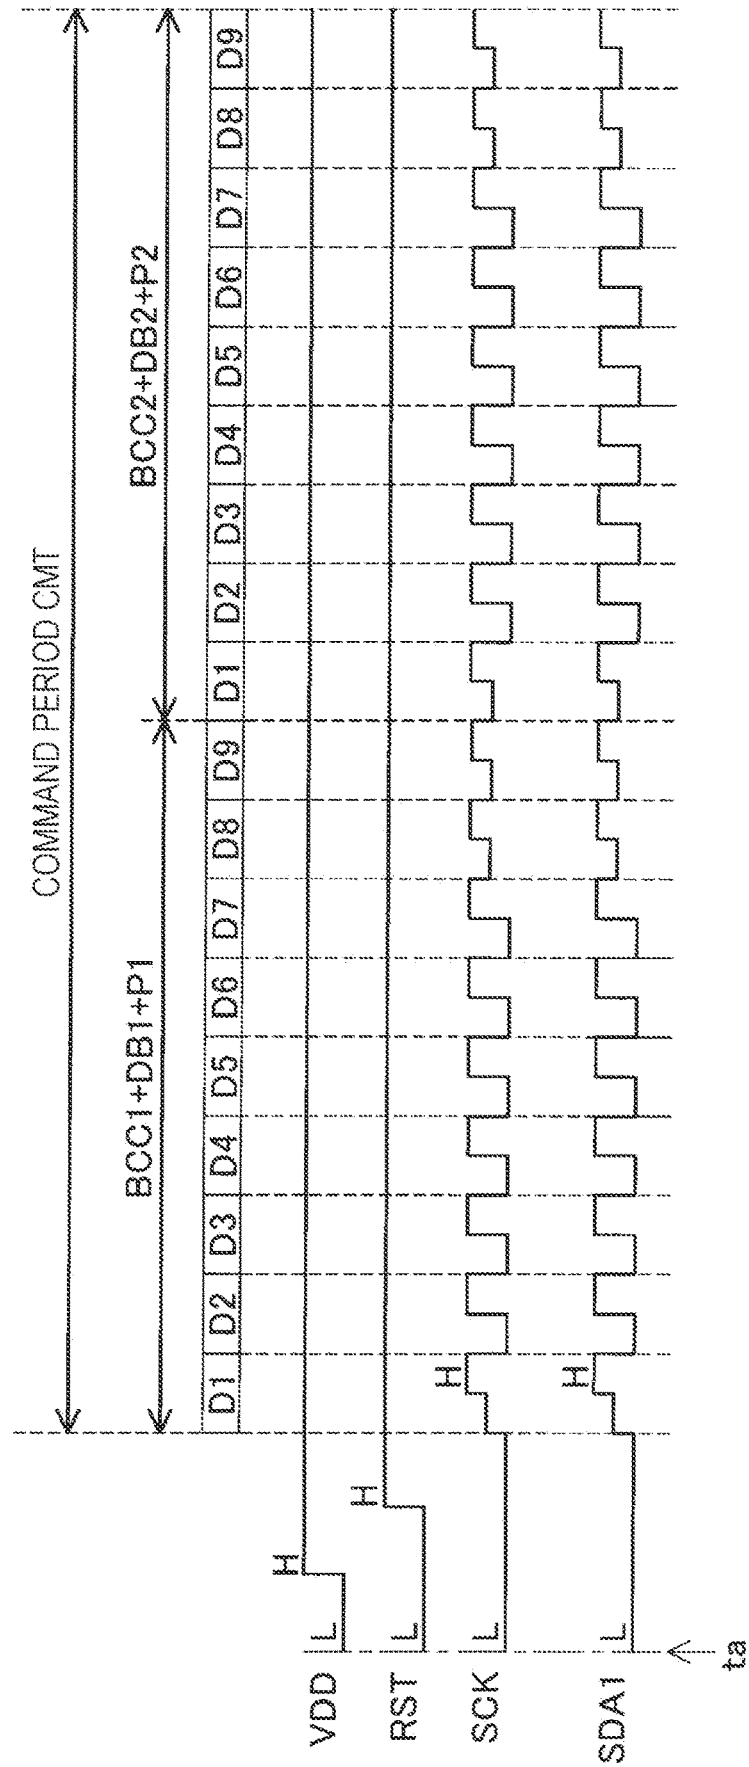 COMMAND PERIOD CMT
BCC1+DB1+P1 BCC2+DB2+P2
D1 D2 D3 D4 D5 D6 D7 D8 D9 D1 D2 D3 D4 D5 D6 D7 D8 D9
VDD L H
RST L H
SCK L H
SDA1 L H
ta